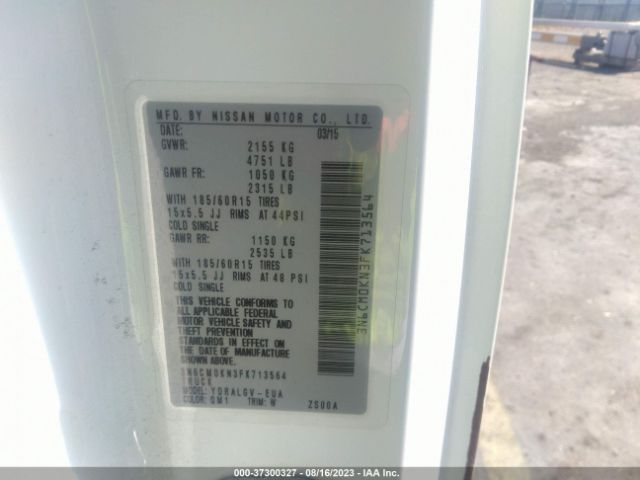 MFD. BY NISSAN MOTOR CO., LTD.
DATE: 03/15
GVWR: 2155 KG
4751 LB
GAWR FR: 1050 KG
2315 LB
WITH 185/60R15 TIRES
15x5.5 JJ RIMS AT 44PSI
COLD SINGLE
GAWR RR: 1150 KG
2535 LB
WITH 185/60R15 TIRES
15x5.5 JJ RIMS AT 48 PSI
COLD SINGLE
THIS VEHICLE CONFORMS TO
ALL APPLICABLE FEDERAL
MOTOR VEHICLE SAFETY AND
THEFT PREVENTION
STANDARDS IN EFFECT ON
THE DATE OF MANUFACTURE
SHOWN ABOVE.
3N6CM0KN3FK713564
TRUCK
MODEL: YDRALGV-EUA
COLOR: QM1 TRIM: W ZS00A
3N6CM0KN3FK713564
000-37300327 - 08/16/2023 - IAA Inc.